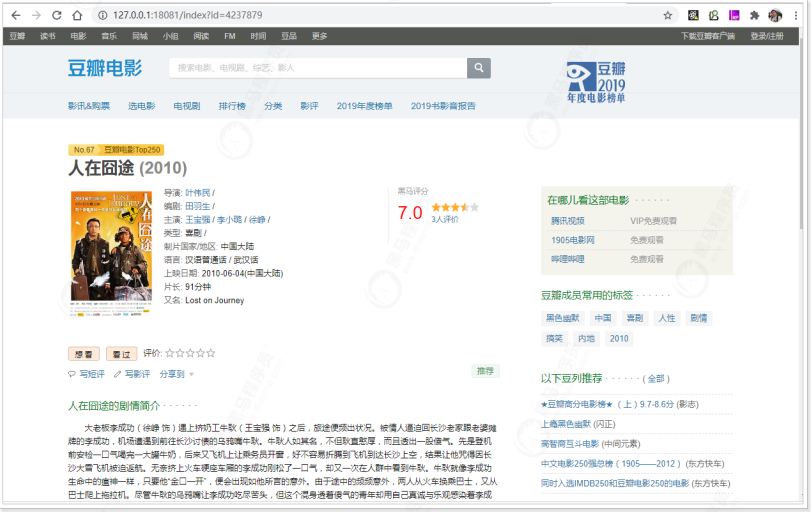 127.0.0.1:18081/index?id=4237879
豆瓣 读书 电影 音乐 同城 小组 阅读 FM 时间 豆品 更多 下载豆瓣客户端 登录/注册
豆瓣电影
搜索电影、电视剧、综艺、影人
豆瓣
2019
年度电影榜单
影讯&购票 选电影 电视剧 排行榜 分类 影评 2019年度榜单 2019书影音报告
No.67 豆瓣电影Top250
人在囧途 (2010)
人在囧途
导演: 叶伟民 /
编剧: 田羽生 /
主演: 王宝强 / 李小璐 / 徐峥 /
类型: 喜剧 /
制片国家/地区: 中国大陆
语言: 汉语普通话 / 武汉话
上映日期: 2010-06-04(中国大陆)
片长: 91分钟
又名: Lost on Journey
黑马评分
7.0
3人评价
想看 看过 评价:
写短评 写影评 分享到
推荐
人在囧途的剧情简介 · · · · · ·
大老板李成功（徐峥 饰）遇上挤奶工牛耿（王宝强 饰）之后，旅途便频出状况。被情人逼迫回长沙老家跟老婆摊
牌的李成功，机场遭遇到前往长沙讨债的乌鸦嘴牛耿。牛耿人如其名，不但耿直憨厚，而且透出一股傻气。先是登机
前安检一口气喝完一大罐牛奶，后来飞机上让乘务员开窗，好不容易折腾到飞机到达长沙上空，结果让他咒得因长
沙大雪飞机被迫返航。无奈挤上火车硬座车厢的李成功刚松了一口气，却又一次在人群中看到牛耿。牛耿就像李成功
生命中的瘟神一样，只要他“金口一开”，便会出现如他所言的意外。由于途中的频频意外，两人从火车换乘巴士，又从
巴士爬上拖拉机。尽管牛耿的乌鸦嘴让李成功吃尽苦头，但这个混身透着傻气的青年却用自己真诚与乐观感染着李成
在哪儿看这部电影 · · · · · ·
腾讯视频 VIP免费观看
1905电影网 免费观看
哔哩哔哩 免费观看
豆瓣成员常用的标签 · · · · · ·
黑色幽默 中国 喜剧 人性 剧情
搞笑 内地 2010
以下豆列推荐 · · · · · · ( 全部 )
★豆瓣高分电影榜★ （上）9.7-8.6分 (影志)
上瘾黑色幽默 (闪正)
高智商互斗电影 (中间元素)
中文电影250强总榜（1905——2012） (东方快车)
同时入选IMDB250和豆瓣电影250的电影 (东方快车)